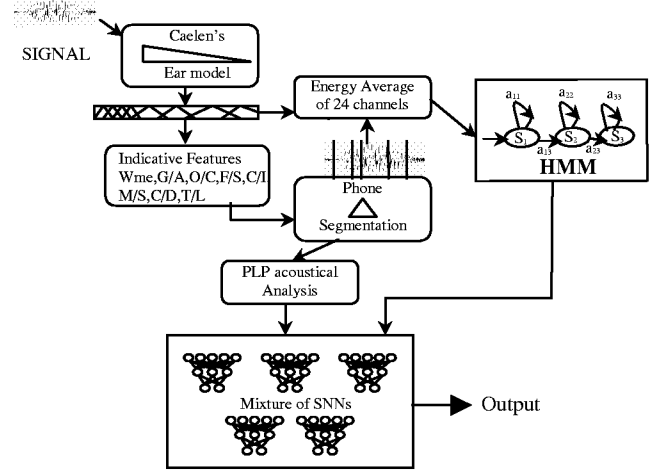 SIGNAL
Caelen's
Ear model
Energy Average
of 24 channels
a11
a22
a33
S1
S2
S3
a13
a23
HMM
Indicative Features
Wme,G/A,O/C,F/S,C/I
M/S,C/D,T/L
Phone
Segmentation
PLP acoustical
Analysis
Mixture of SNNs
Output